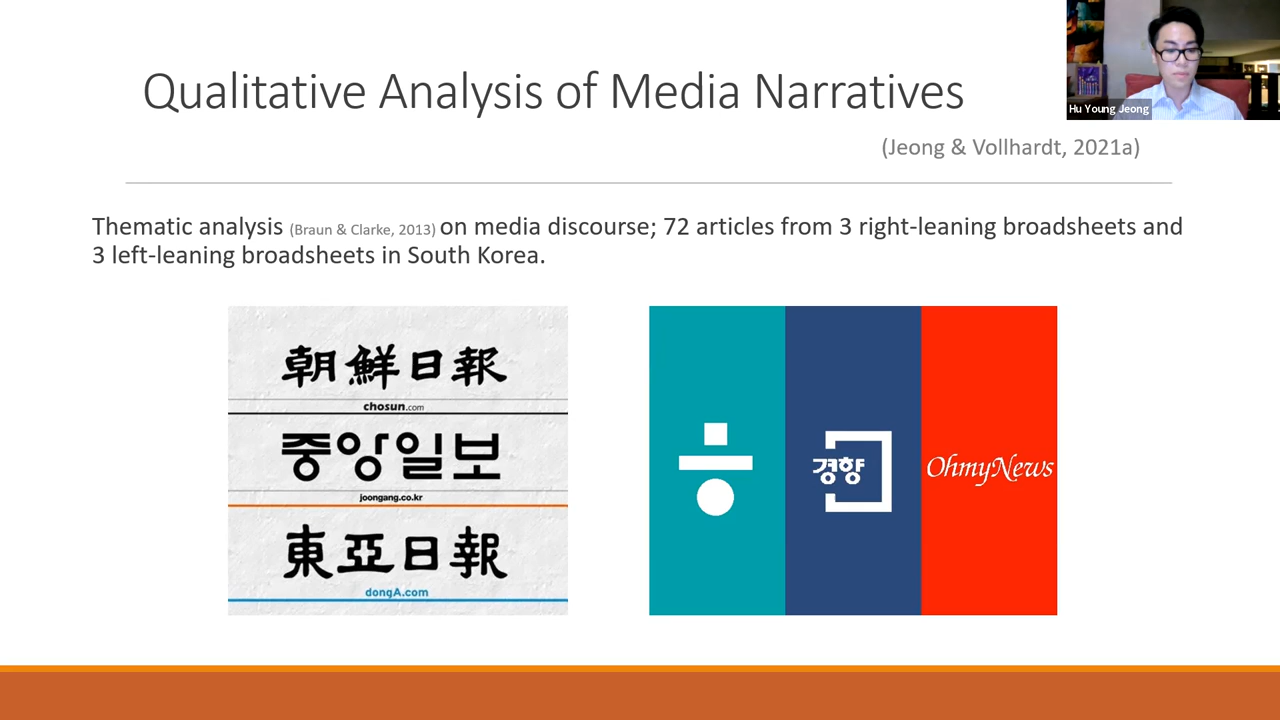 Qualitative Analysis of Media Narratives
Hu Young Jeong
(Jeong & Vollhardt, 2021a)
Thematic analysis (Braun & Clarke, 2013) on media discourse; 72 articles from 3 right-leaning broadsheets and
3 left-leaning broadsheets in South Korea.
朝鮮日報
chosun.com
중앙일보
joongang.co.kr
東亞日報
dongA.com
ㅎ
경향
OhmyNews